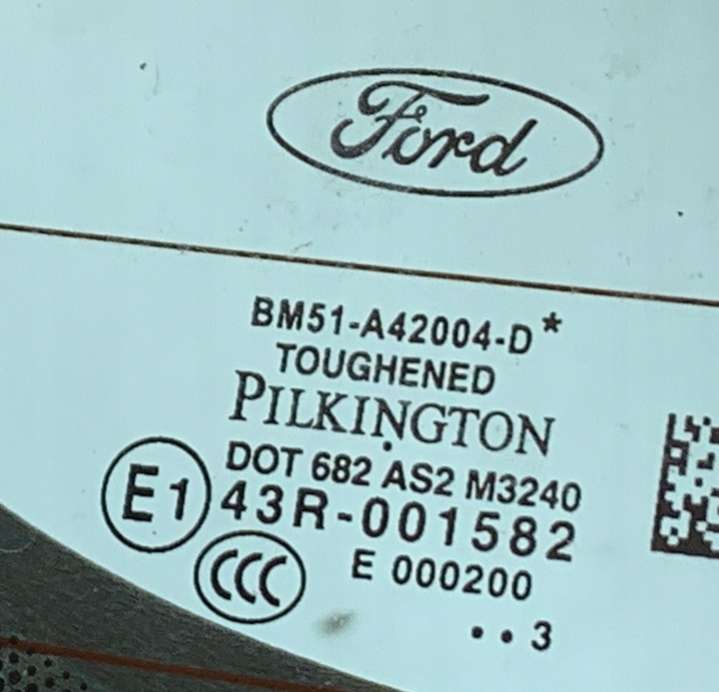 Ford
BM51-A42004-D*
TOUGHENED
PILKINGTON
DOT 682 AS2 M3240
E1 43R-001582
CCC E 000200
..3